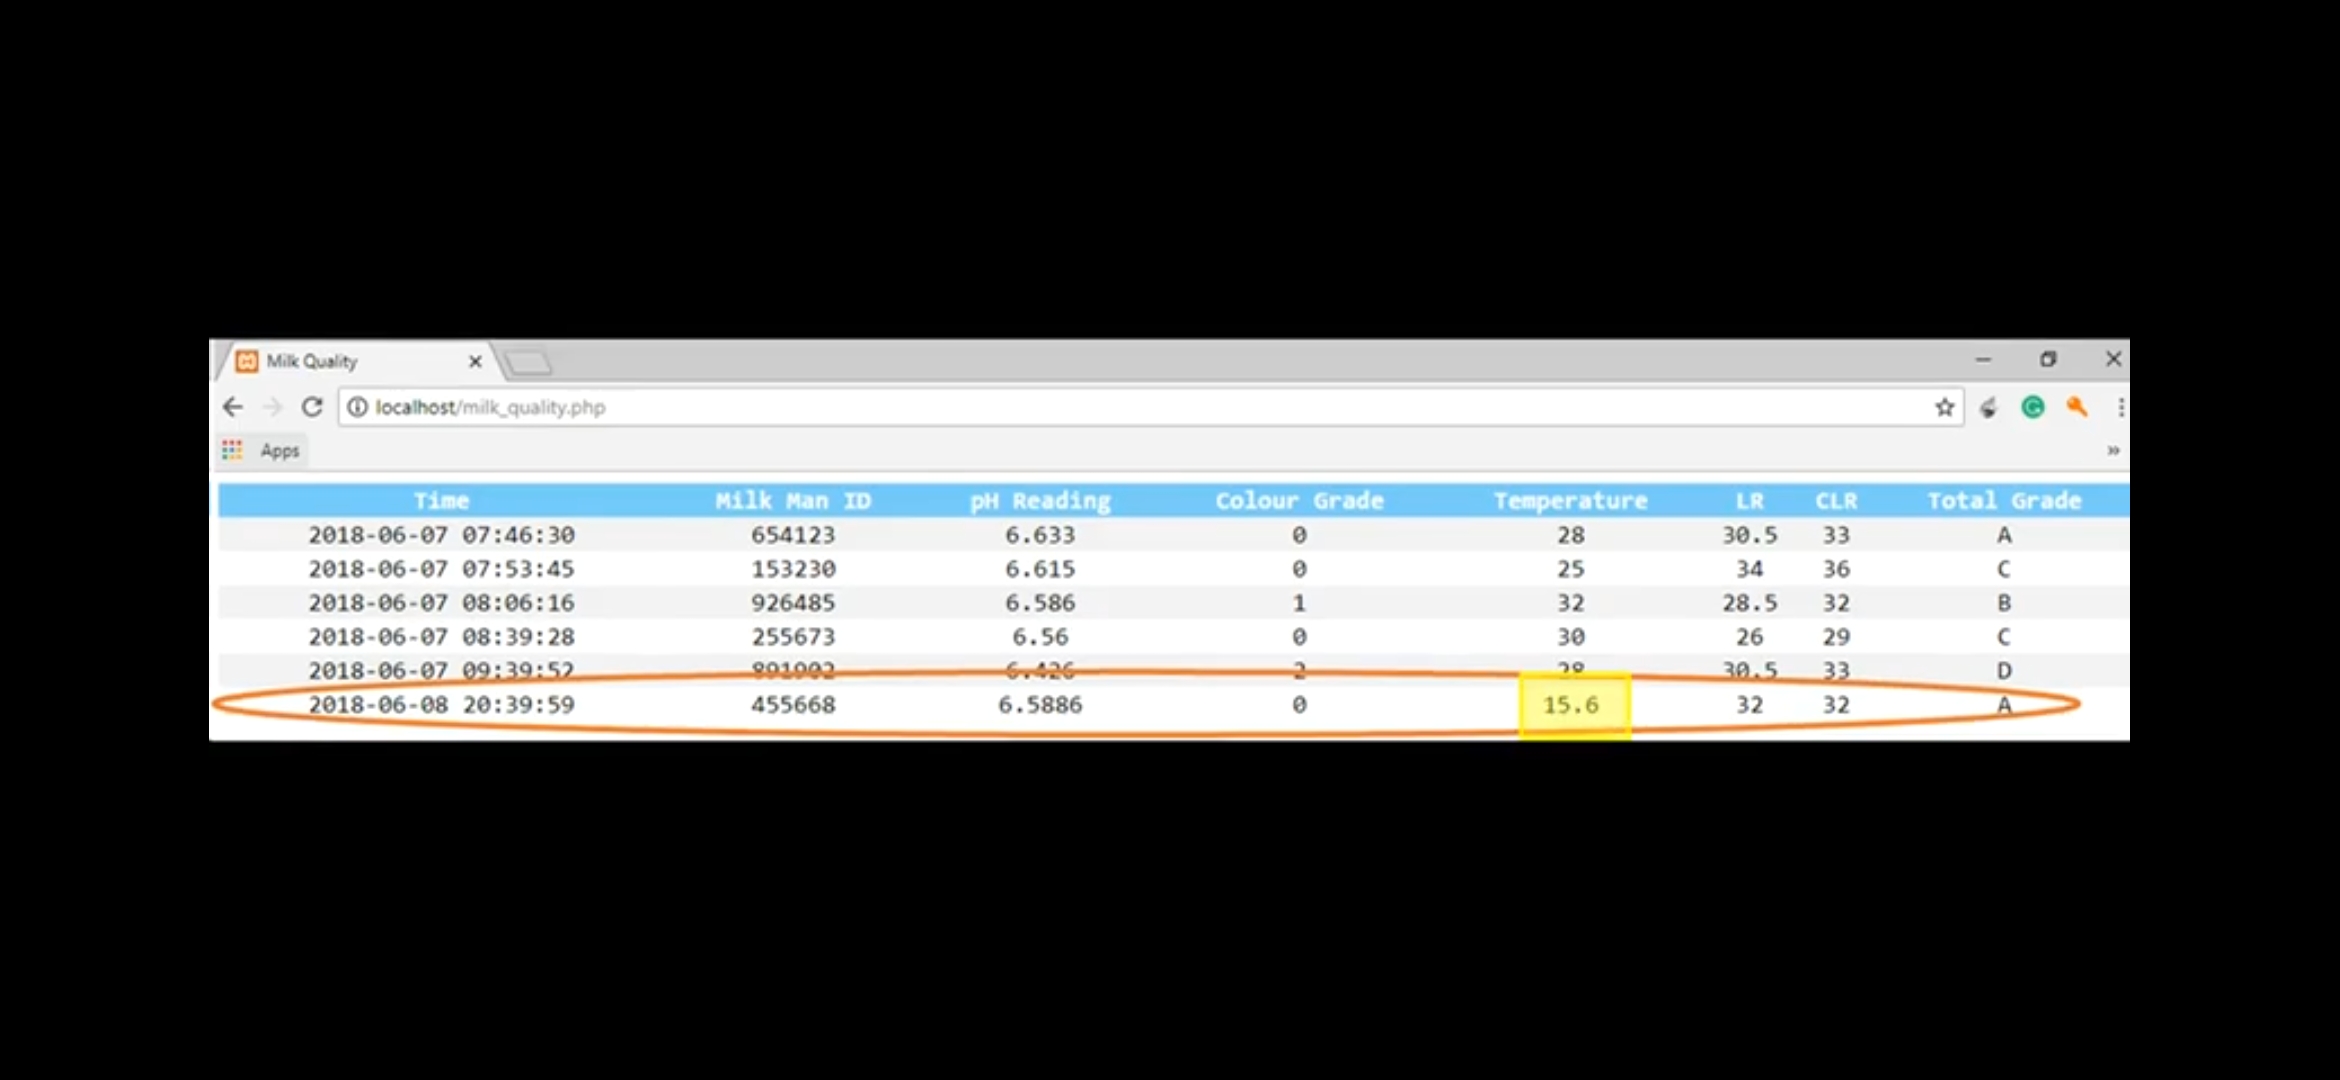 Milk Quality
localhost/milk_quality.php
Apps
Time Milk Man ID pH Reading Colour Grade Temperature LR CLR Total Grade
2018-06-07 07:46:30 654123 6.633 0 28 30.5 33 A
2018-06-07 07:53:45 153230 6.615 0 25 34 36 C
2018-06-07 08:06:16 926485 6.586 1 32 28.5 32 B
2018-06-07 08:39:28 255673 6.56 0 30 26 29 C
2018-06-07 09:39:52 891902 6.426 2 28 30.5 33 D
2018-06-08 20:39:59 455668 6.5886 0 15.6 32 32 A